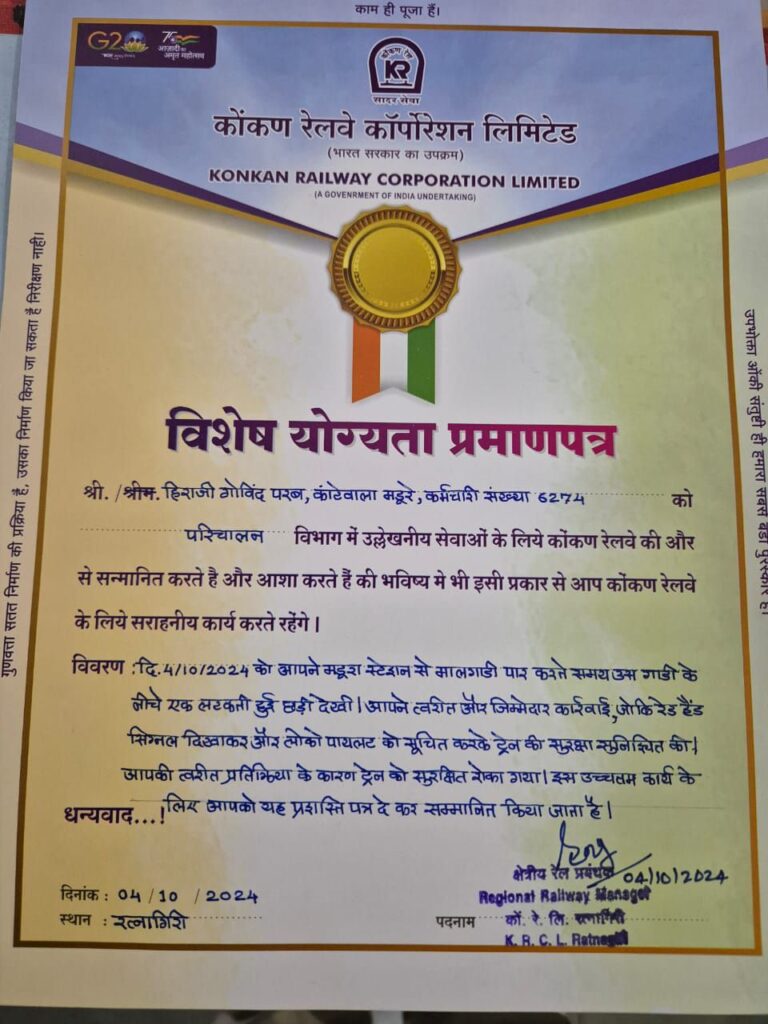 काम ही पूजा हैं।
G20
आज़ादी का
अमृत महोत्सव
कोंकण रेल
KR
सादर सेवा
कोंकण रेलवे कॉर्पोरेशन लिमिटेड
(भारत सरकार का उपक्रम)
KONKAN RAILWAY CORPORATION LIMITED
(A GOVENRMENT OF INDIA UNDERTAKING)
गुणवत्ता सतत निर्माण की प्रक्रिया है, उसका निर्माण किया जा सकता है निरीक्षण नाही।
उपभोक्ता ओंकी संतुष्टी ही हमारा सबसे बडा पुरस्कार है।
विशेष योग्यता प्रमाणपत्र
श्री. /श्रीम. हिराजी गोविंद परब, कांटेवाला मडूरे, कर्मचारी संख्या 6274 को
परिचालन विभाग में उल्लेखनीय सेवाओं के लिये कोंकण रेलवे की और
से सन्मानित करते है और आशा करते हैं की भविष्य मे भी इसी प्रकार से आप कोंकण रेलवे
के लिये सराहनीय कार्य करते रहेंगे।
विवरण : दि. 4/10/2024 को आपने मडूरा स्टेशन से मालगाडी पार करते समय उस गाडी के
नीचे एक लटकती हुई छडी देखी। आपने त्वरीत और जिम्मेदार कार्रवाई, जो कि रेड हैंड
सिग्नल दिखाकर और लोको पायलट को सूचित करके ट्रेन की सुरक्षा सुनिश्चित की।
आपकी त्वरीत प्रतिक्रिया के कारण ट्रेन को सुरक्षित रोका गया। इस उच्चतम कार्य के
लिए आपको यह प्रशस्ति पत्र दे कर सम्मानित किया जाता है।
धन्यवाद...!
04/10/2024
क्षेत्रीय रेल प्रबंधक
Regional Railway Manager
दिनांक : 04 / 10 / 2024
स्थान : रत्नागिरी
पदनाम
कों. रे. लि. रत्नागिरी
K. R. C. L. Ratnagiri